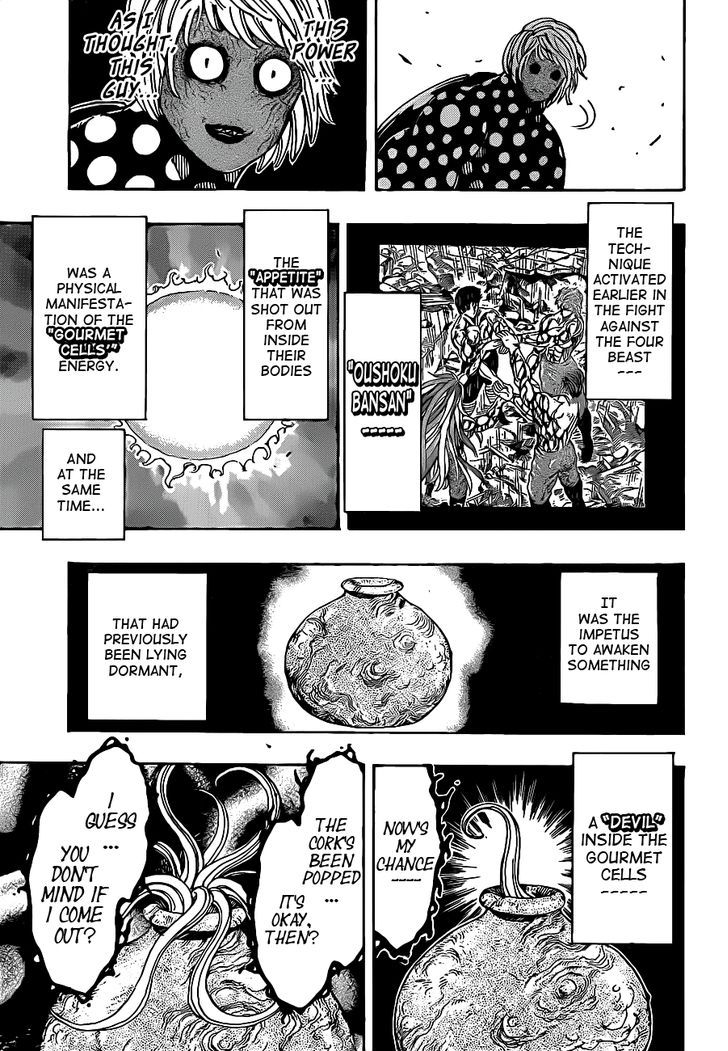 THIS
POWER
...
AS I
THOUGHT,
THIS
GUY...
THE
TECH-
NIQUE
ACTIVATED
EARLIER IN
THE FIGHT
AGAINST
THE FOUR
BEAST
---
"OUSHOKU
BANSAN"
-----
THE
"APPETITE"
THAT WAS
SHOT OUT
FROM
INSIDE
THEIR
BODIES
WAS A
PHYSICAL
MANIFESTA-
TION OF THE
"GOURMET
CELLS'"
ENERGY.
AND
AT THE
SAME
TIME...
IT
WAS THE
IMPETUS
TO AWAKEN
SOMETHING
THAT HAD
PREVIOUSLY
BEEN LYING
DORMANT,
A "DEVIL"
INSIDE THE
GOURMET
CELLS
-----
NOW'S
MY
CHANCE
----
THE
CORK'S
BEEN
POPPED
...
IT'S
OKAY,
THEN?
I
GUESS
...
YOU
DON'T
MIND IF
I COME
OUT?